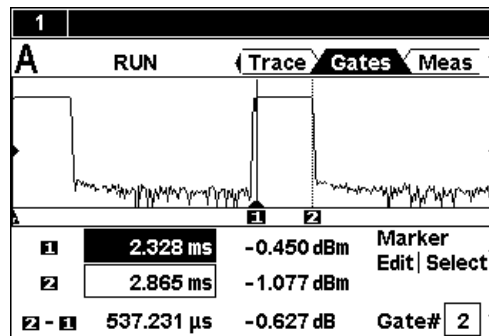 1
A RUN Trace Gates Meas
A
1 2
1 2.328 ms -0.450 dBm Marker
Edit| Select
2 2.865 ms -1.077 dBm
2 - 1 537.231 µs -0.627 dB Gate# 2